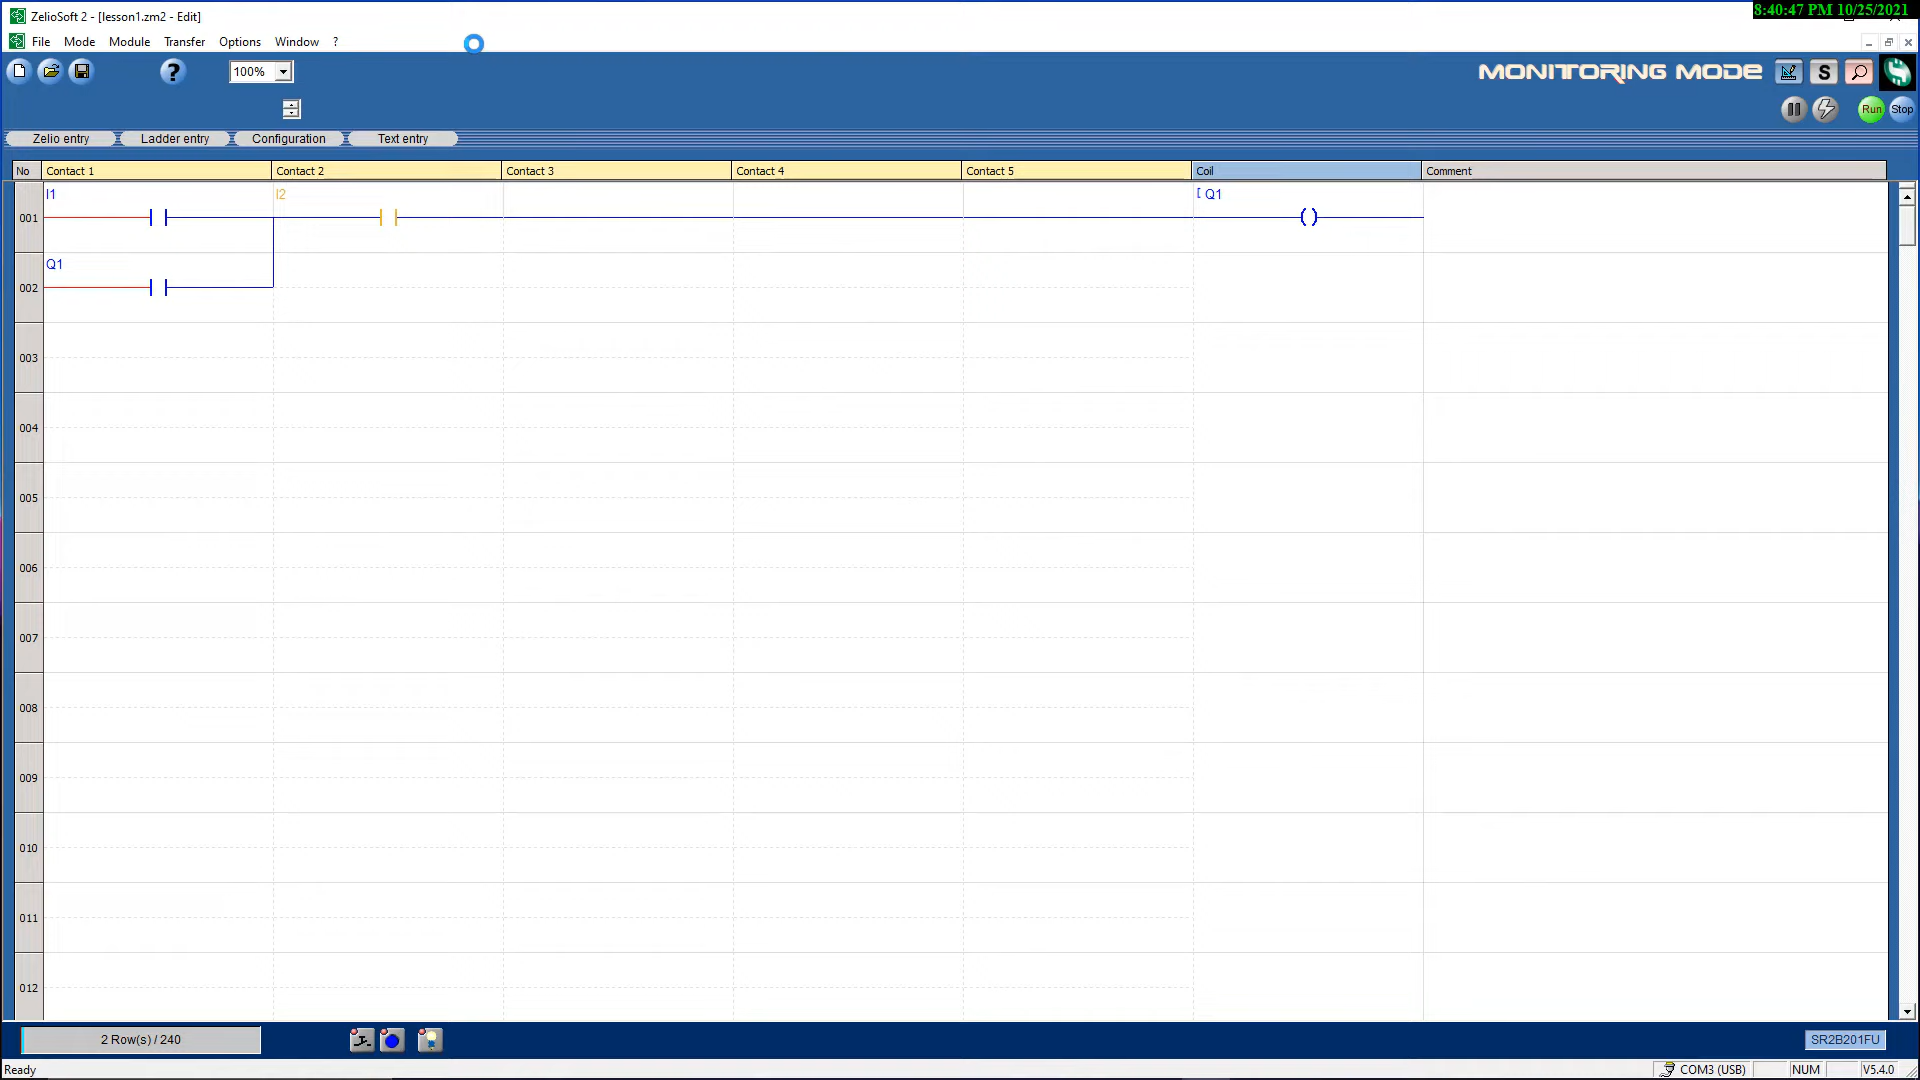 ZelioSoft 2 - [lesson1.zm2 - Edit]
8:40:47 PM 10/25/2021
File Mode Module Transfer Options Window ?
? 100% MONITORING MODE S
Run Stop
Zelio entry Ladder entry Configuration Text entry
No Contact 1 Contact 2 Contact 3 Contact 4 Contact 5 Coil Comment
I1 I2 [ Q1
001
Q1
002
003
004
005
006
007
008
009
010
011
012
2 Row(s) / 240 SR2B201FU
Ready COM3 (USB) NUM V5.4.0